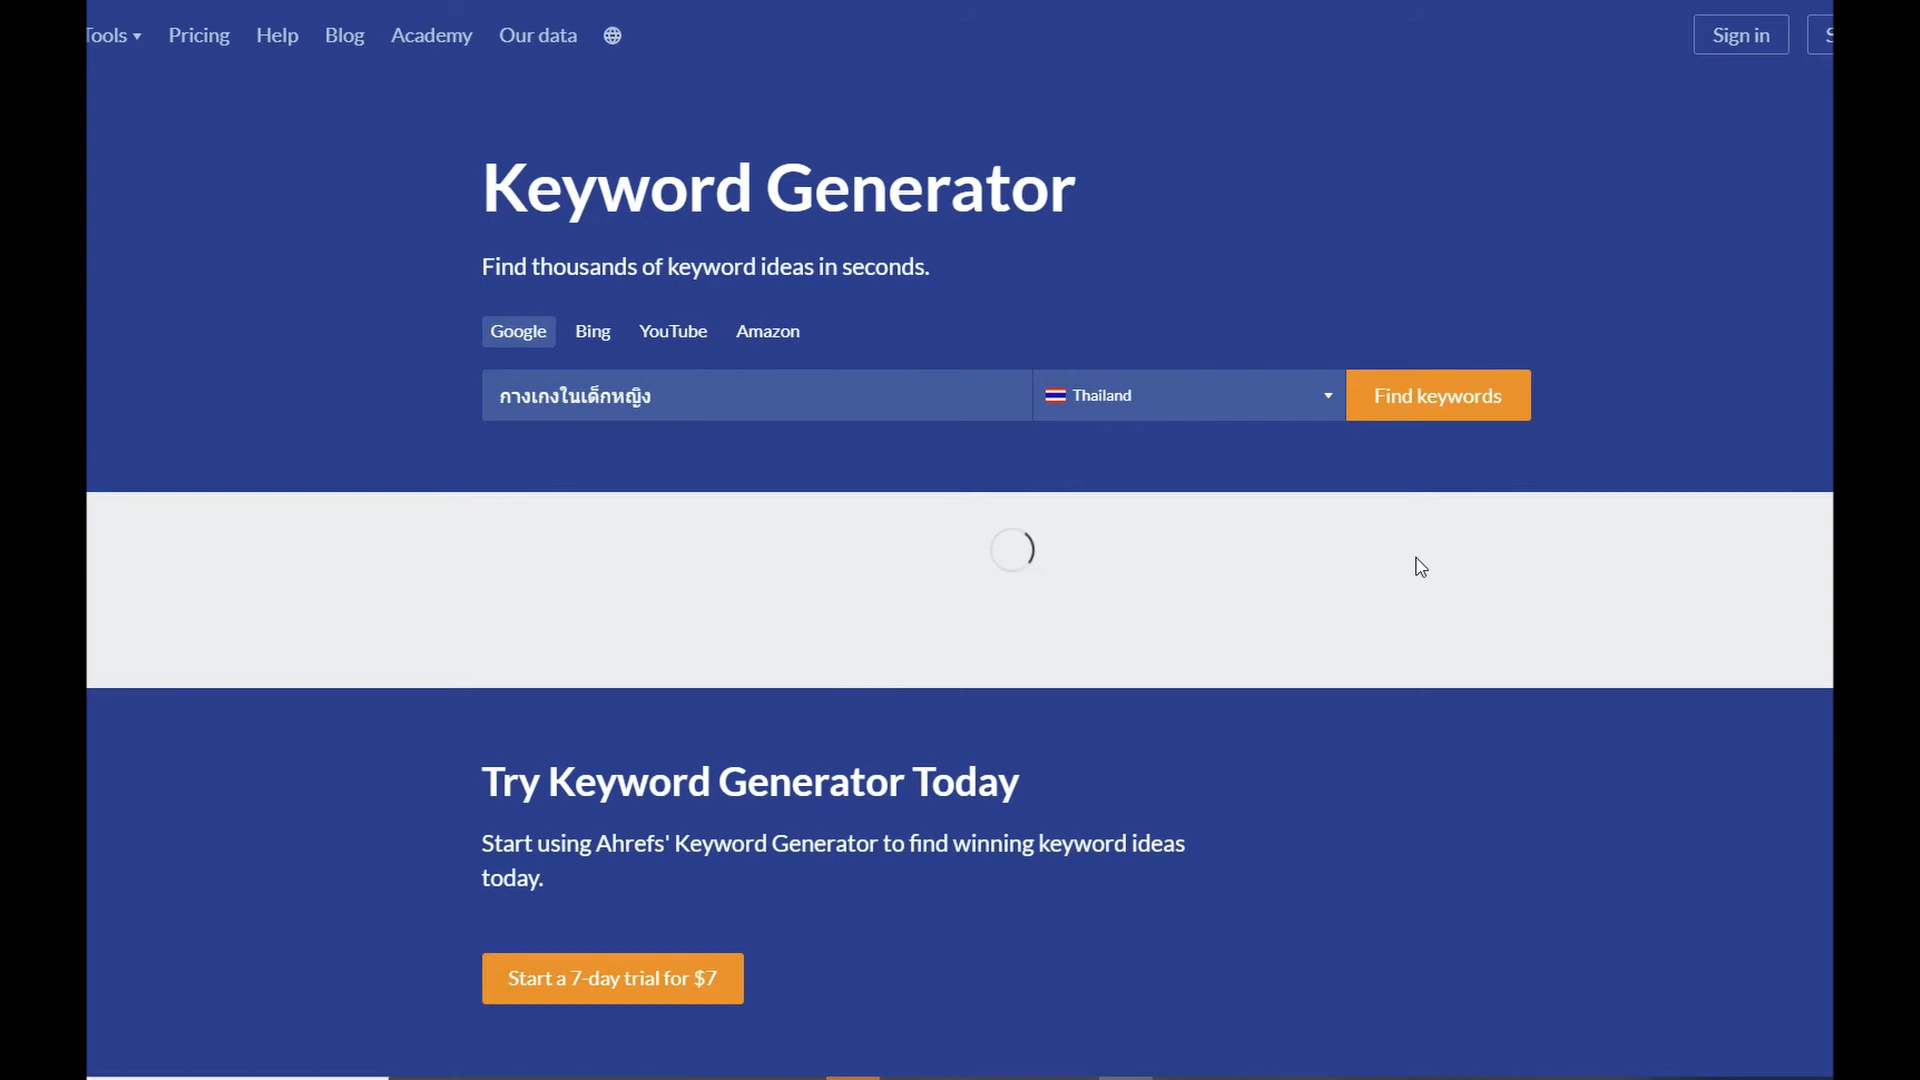 Tools Pricing Help Blog Academy Our data Sign in
Keyword Generator
Find thousands of keyword ideas in seconds.
Google Bing YouTube Amazon
กางเกงในเด็กหญิง Thailand Find keywords
Try Keyword Generator Today
Start using Ahrefs' Keyword Generator to find winning keyword ideas
today.
Start a 7-day trial for $7